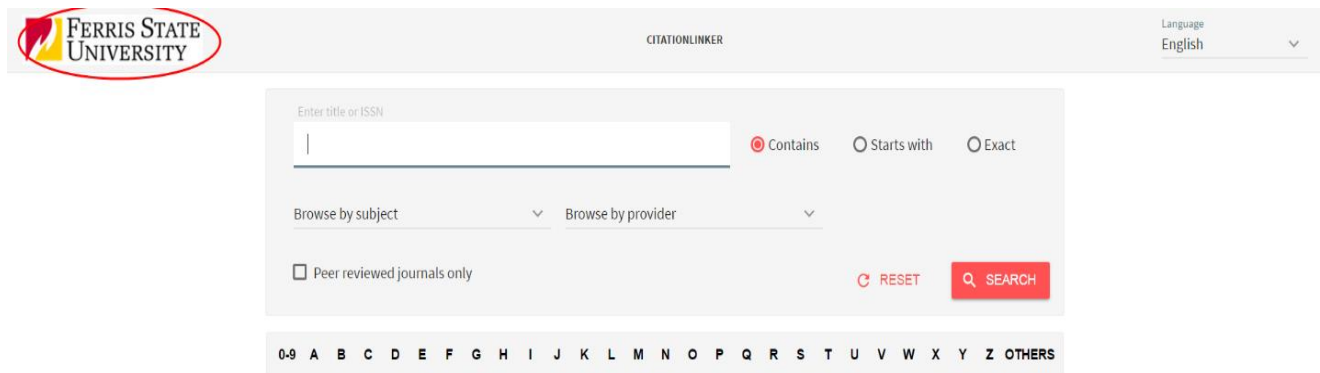 FERRIS STATE
UNIVERSITY
CITATIONLINKER
Language
English
Enter title or ISSN
Contains Starts with Exact
Browse by subject Browse by provider
Peer reviewed journals only
RESET SEARCH
0-9 A B C D E F G H I J K L M N O P Q R S T U V W X Y Z OTHERS